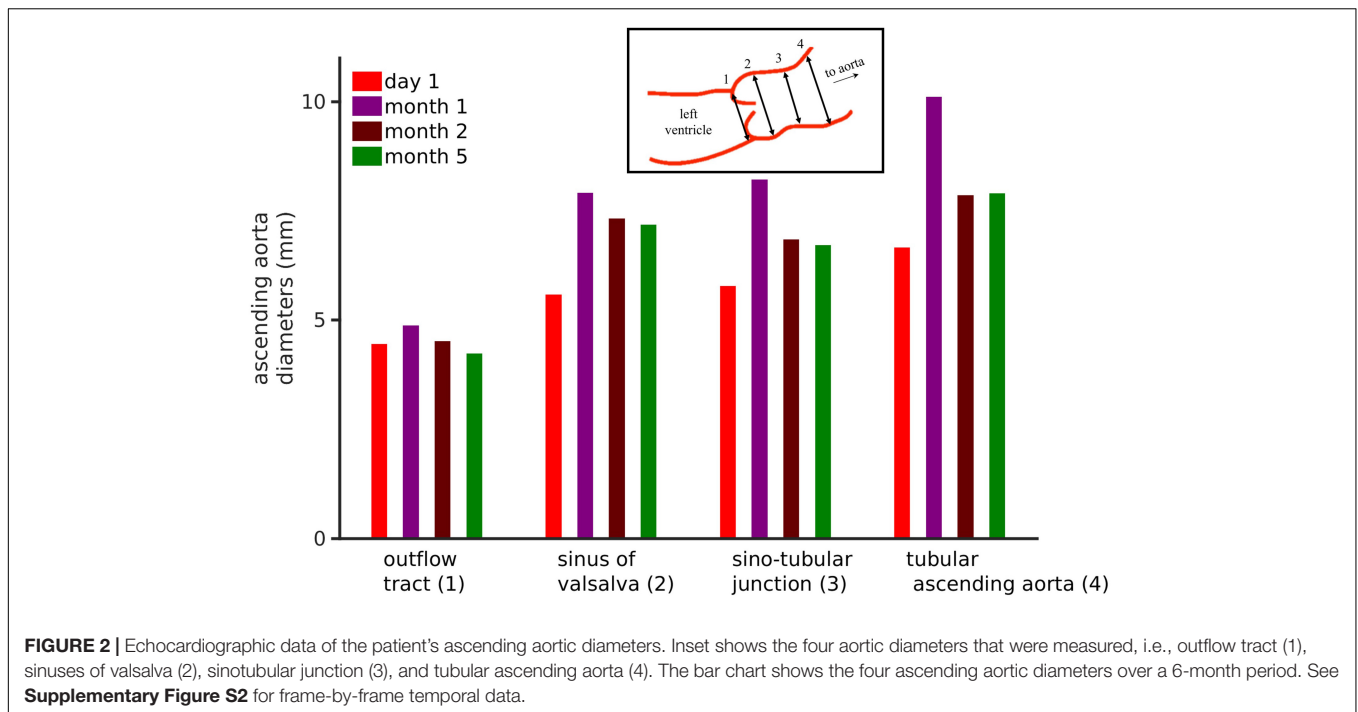 day 1
month 1
month 2
month 5
10
5
0
ascending aorta
diameters (mm)
1
2
3
4
to aorta
left
ventricle
outflow
tract (1)
sinus of
valsalva (2)
sino-tubular
junction (3)
tubular
ascending aorta (4)
FIGURE 2 | Echocardiographic data of the patient's ascending aortic diameters. Inset shows the four aortic diameters that were measured, i.e., outflow tract (1),
sinuses of valsalva (2), sinotubular junction (3), and tubular ascending aorta (4). The bar chart shows the four ascending aortic diameters over a 6-month period. See
Supplementary Figure S2 for frame-by-frame temporal data.